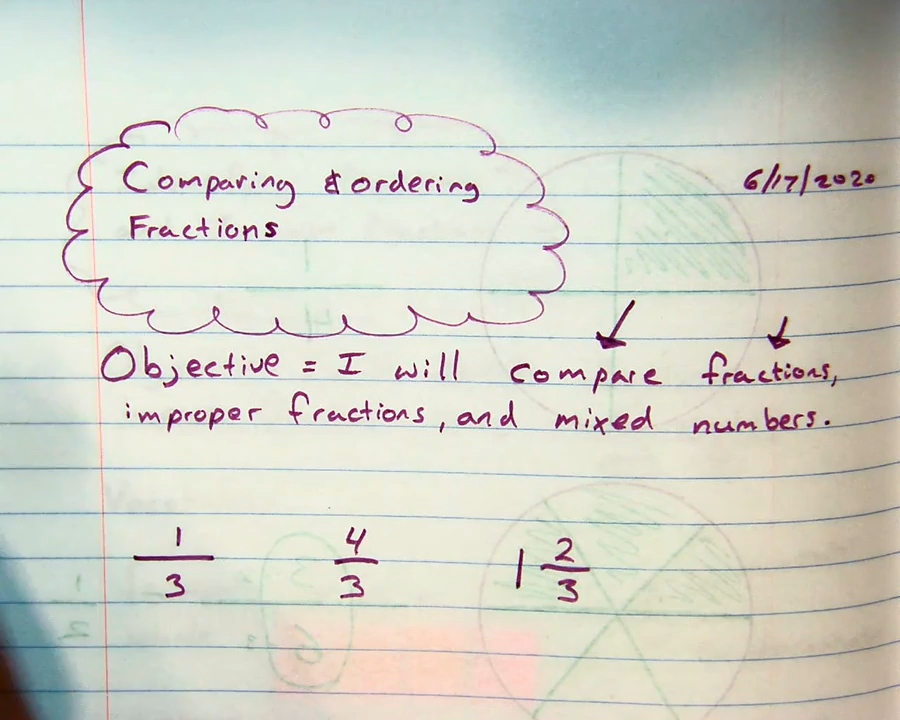 Comparing & ordering
Fractions
6/17/2020
Objective = I will compare fractions,
improper fractions, and mixed numbers.
1/3 4/3 1 2/3